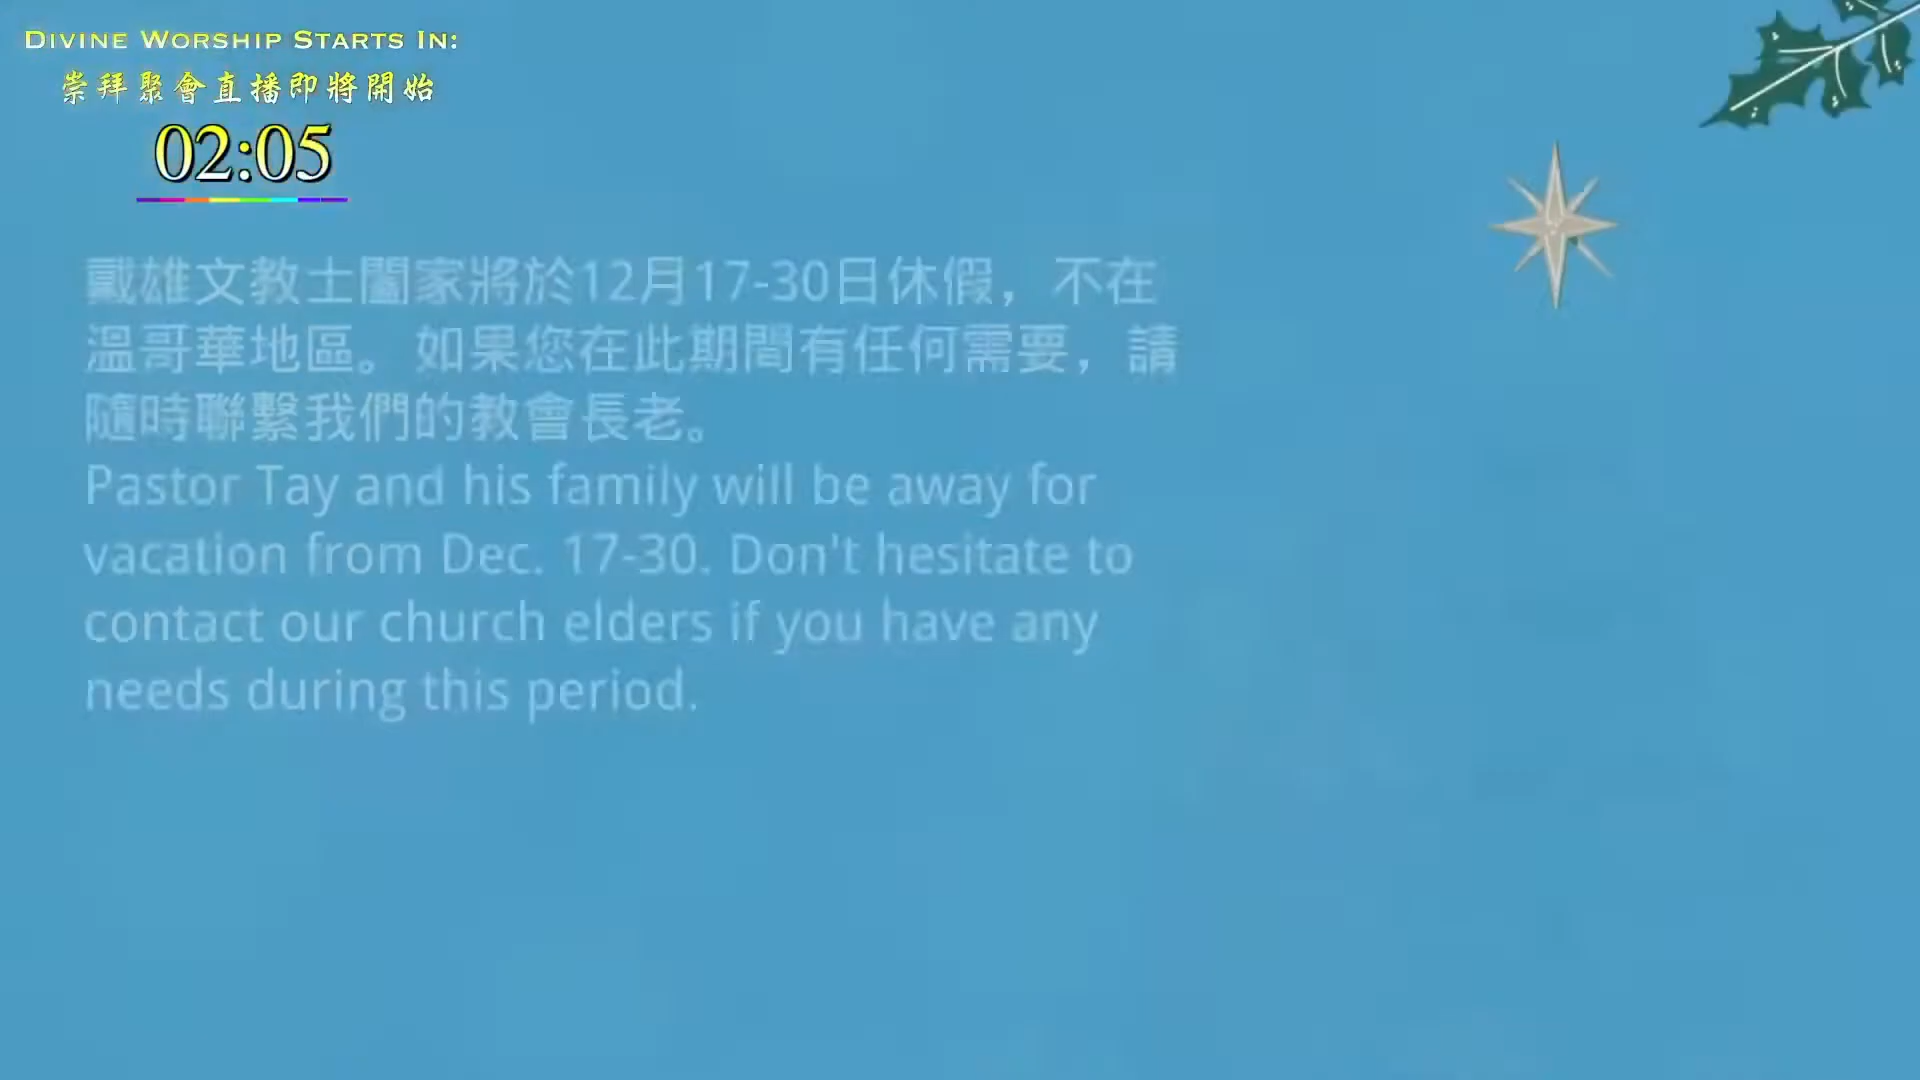 DIVINE WORSHIP STARTS IN:
崇拜聚會直播即將開始
02:05
戴雄文教士闔家將於12月17-30日休假，不在
溫哥華地區。如果您在此期間有任何需要，請
隨時聯繫我們的教會長老。
Pastor Tay and his family will be away for
vacation from Dec. 17-30. Don't hesitate to
contact our church elders if you have any
needs during this period.